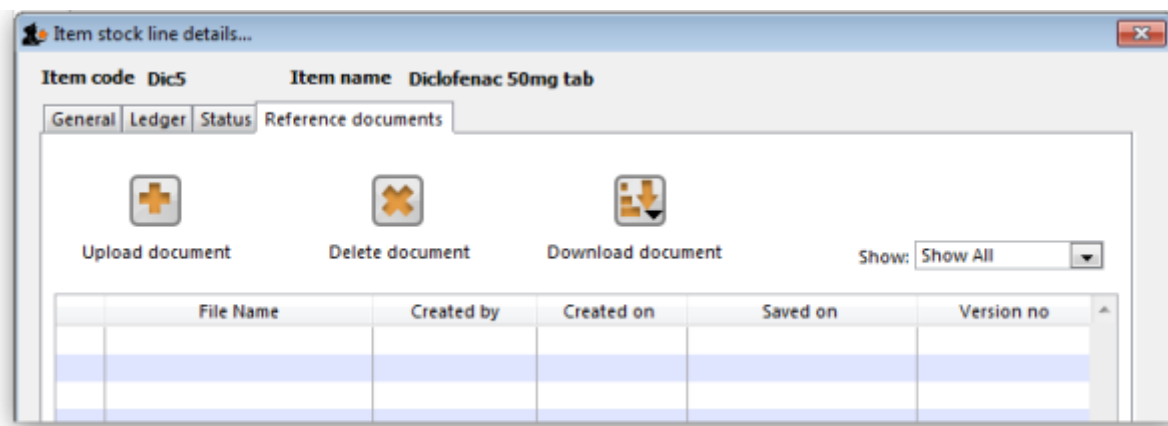 Item stock line details...
Item code Dic5 Item name Diclofenac 50mg tab
General Ledger Status Reference documents
Upload document Delete document Download document Show: Show All
File Name Created by Created on Saved on Version no